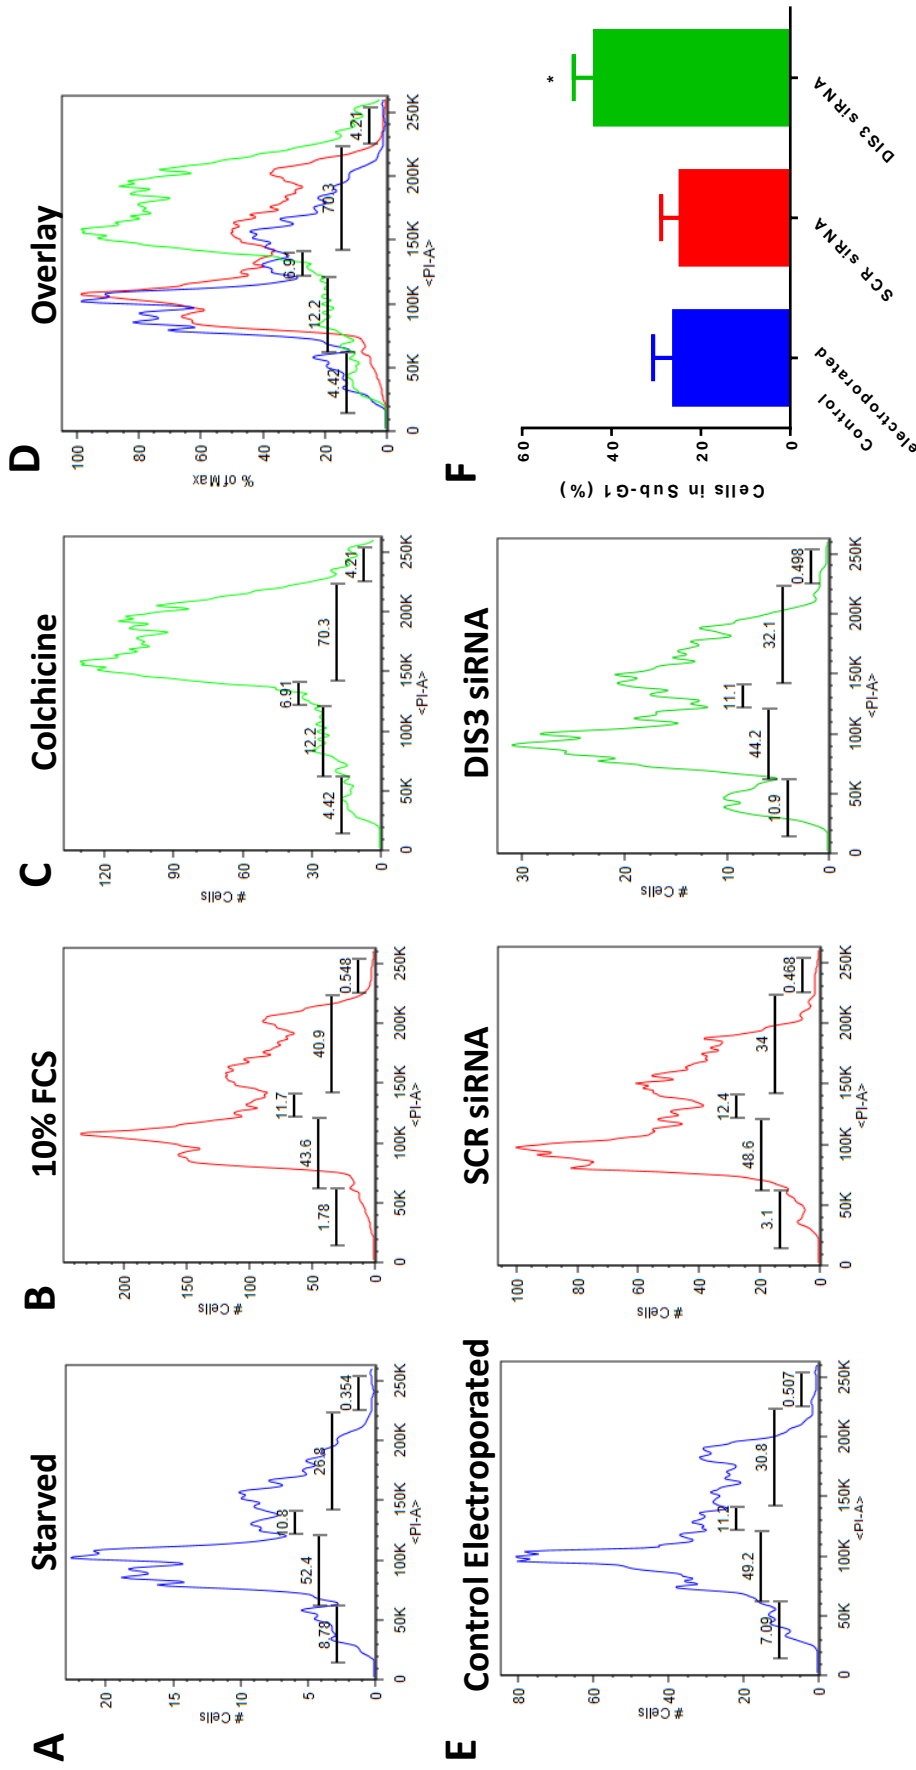 A
Starved
# Cells
20
15
10
5
0
8.78
52.4
10.8
26.8
0.354
0 50K 100K 150K 200K 250K
<PI-A>
B
10% FCS
# Cells
200
150
100
50
0
1.78
43.6
11.7
40.9
0.548
0 50K 100K 150K 200K 250K
<PI-A>
C
Colchicine
# Cells
120
90
60
30
0
4.42
12.2
6.91
70.3
4.21
0 50K 100K 150K 200K 250K
<PI-A>
D
Overlay
% of Max
100
80
60
40
20
0
4.42
12.2
6.9
70.3
4.21
0 50K 100K 150K 200K 250K
<PI-A>
E
Control Electroporated
# Cells
80
60
40
20
0
7.09
49.2
11.2
30.8
0.507
0 50K 100K 150K 200K 250K
<PI-A>
SCR siRNA
# Cells
100
80
60
40
20
0
3.1
48.6
12.4
34
0.468
0 50K 100K 150K 200K 250K
<PI-A>
DIS3 siRNA
# Cells
30
20
10
0
10.9
44.2
11.1
32.1
0.498
0 50K 100K 150K 200K 250K
<PI-A>
F
Cells in Sub-G1 (%)
60
40
20
0
*
Control
electroporated
SCR siRNA
DIS3 siRNA